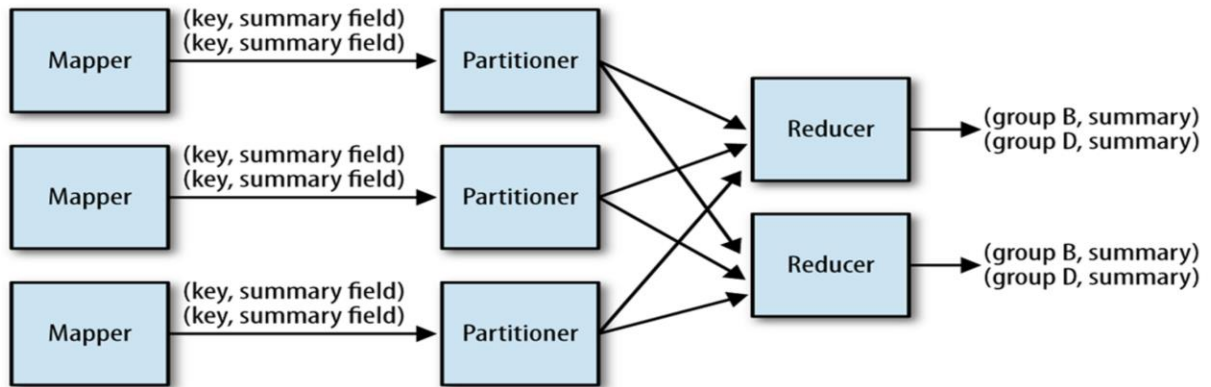 (key, summary field)
(key, summary field)
Mapper
Partitioner
Reducer
(group B, summary)
(group D, summary)
(key, summary field)
(key, summary field)
Mapper
Partitioner
Reducer
(group B, summary)
(group D, summary)
(key, summary field)
(key, summary field)
Mapper
Partitioner